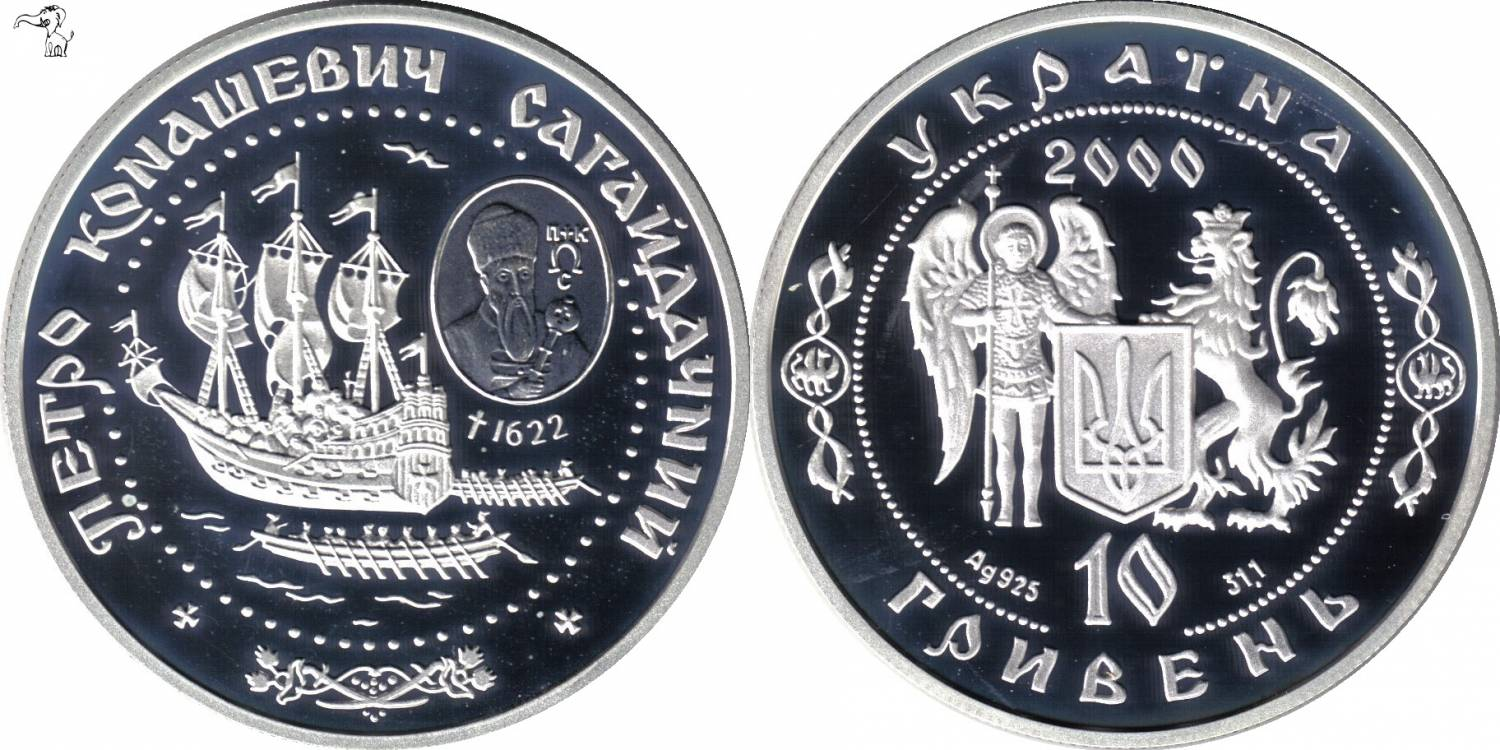 ПЕТРО КОНАШЕВИЧ САГАЙДАЧНИЙ
П+К
Ω
С
†1622
УКРАЇНА
2000
Ag 925
10
31,1
ГРИВЕНЬ